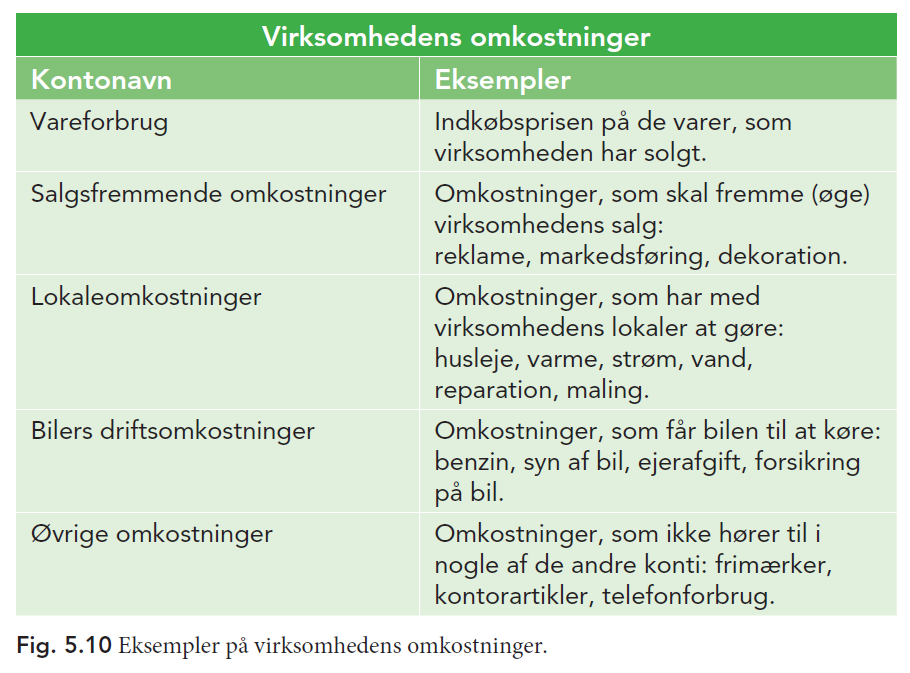 Virksomhedens omkostninger
Kontonavn
Eksempler
Vareforbrug
Indkøbsprisen på de varer, som
virksomheden har solgt.
Salgsfremmende omkostninger
Omkostninger, som skal fremme (øge)
virksomhedens salg:
reklame, markedsføring, dekoration.
Lokaleomkostninger
Omkostninger, som har med
virksomhedens lokaler at gøre:
husleje, varme, strøm, vand,
reparation, maling.
Bilers driftsomkostninger
Omkostninger, som får bilen til at køre:
benzin, syn af bil, ejerafgift, forsikring
på bil.
Øvrige omkostninger
Omkostninger, som ikke hører til i
nogle af de andre konti: frimærker,
kontorartikler, telefonforbrug.
Fig. 5.10 Eksempler på virksomhedens omkostninger.